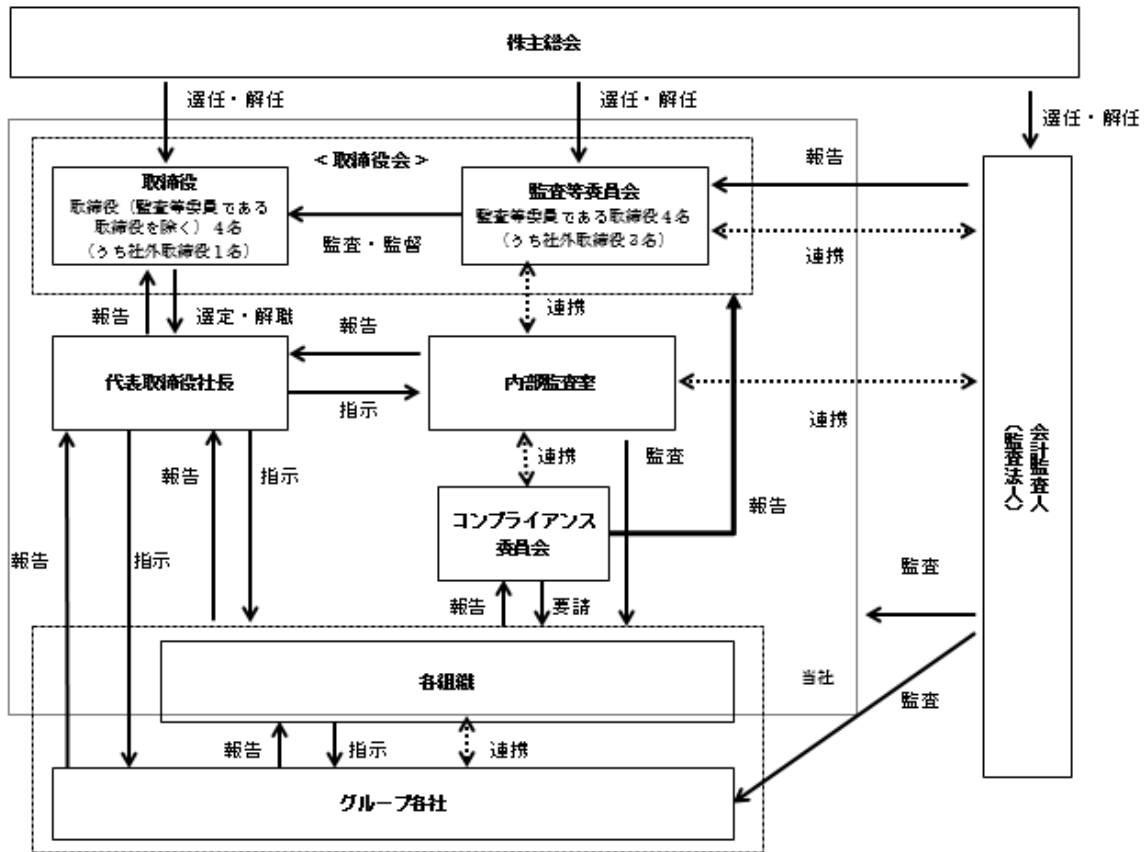 株主総会
選任・解任
選任・解任
選任・解任
＜取締役会＞
取締役
取締役（監査等委員である
取締役を除く）４名
（うち社外取締役１名）
監査・監督
監査等委員会
監査等委員である取締役４名
（うち社外取締役３名）
報告
連携
報告
選定・解職
報告
連携
代表取締役社長
指示
内部監査室
連携
会計監査人
（監査法人）
報告
指示
連携
監査
コンプライアンス
委員会
報告
報告
指示
報告
要請
監査
各組織
当社
監査
報告
指示
連携
グループ各社